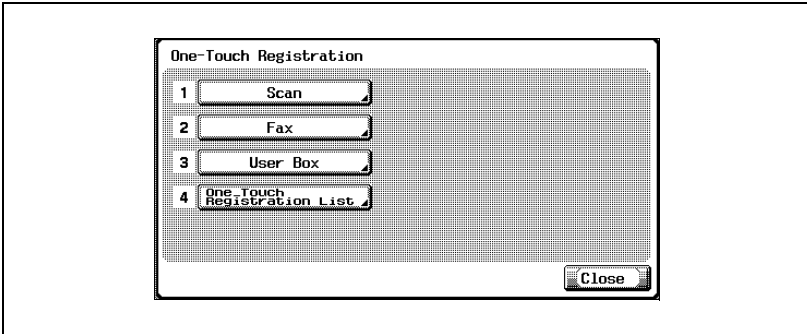 One-Touch Registration
1 Scan
2 Fax
3 User Box
4 One-Touch
Registration List
Close